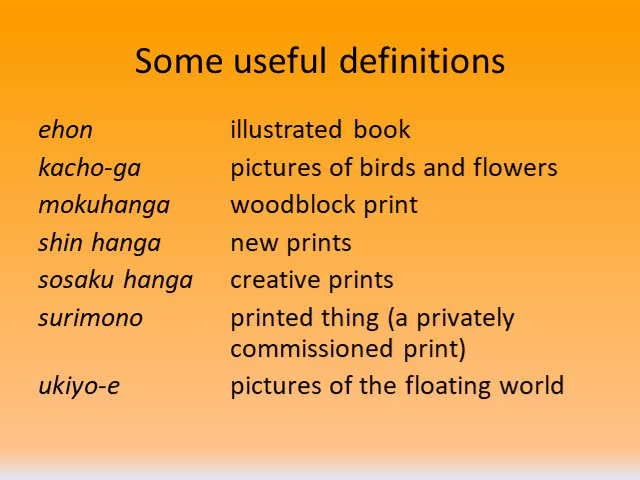 Some useful definitions
ehon illustrated book
kacho-ga pictures of birds and flowers
mokuhanga woodblock print
shin hanga new prints
sosaku hanga creative prints
surimono printed thing (a privately
commissioned print)
ukiyo-e pictures of the floating world